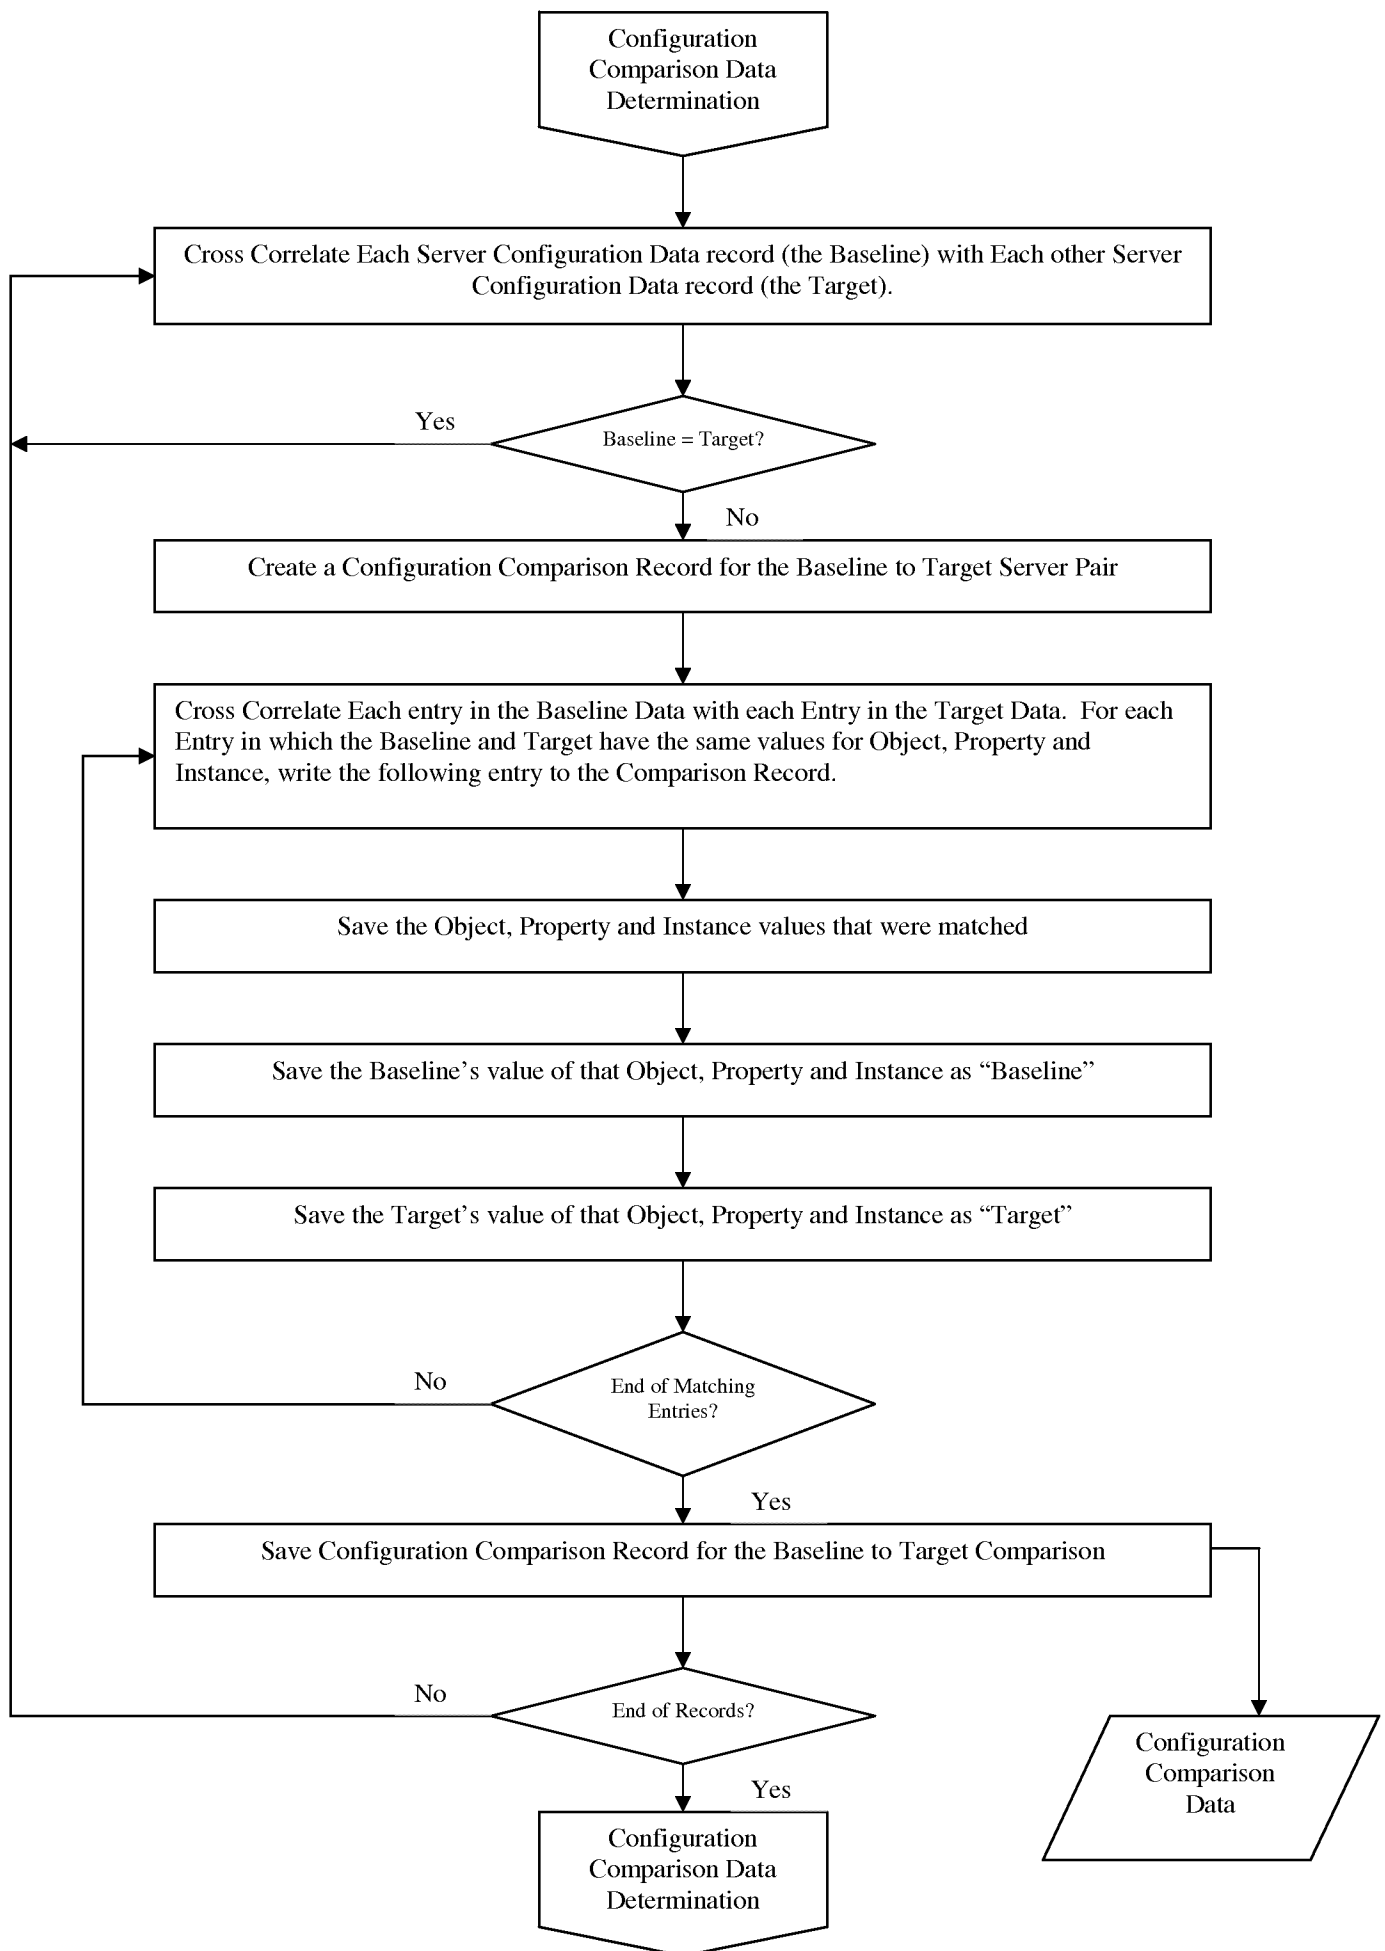 Configuration
Comparison Data
Determination
Cross Correlate Each Server Configuration Data record (the Baseline) with Each other Server
Configuration Data record (the Target).
Yes
Baseline = Target?
No
Create a Configuration Comparison Record for the Baseline to Target Server Pair
Cross Correlate Each entry in the Baseline Data with each Entry in the Target Data.  For each
Entry in which the Baseline and Target have the same values for Object, Property and
Instance, write the following entry to the Comparison Record.
Save the Object, Property and Instance values that were matched
Save the Baseline’s value of that Object, Property and Instance as “Baseline”
Save the Target’s value of that Object, Property and Instance as “Target”
No
End of Matching
Entries?
Yes
Save Configuration Comparison Record for the Baseline to Target Comparison
No
End of Records?
Yes
Configuration
Comparison
Data
Configuration
Comparison Data
Determination